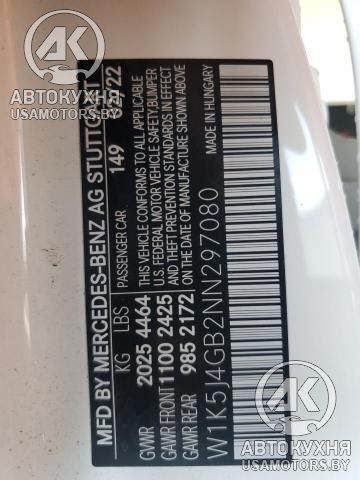 MFD BY MERCEDES-BENZ AG STUTTGART
PASSENGER CAR 149 02/22
KG LBS
GWR 2025 4464
GAWR FRONT 1100 2425
GAWR REAR 985 2172
THIS VEHICLE CONFORMS TO ALL APPLICABLE
U.S. FEDERAL MOTOR VEHICLE SAFETY, BUMPER
AND THEFT PREVENTION STANDARDS IN EFFECT
ON THE DATE OF MANUFACTURE SHOWN ABOVE
MADE IN HUNGARY
W1K5J4GB2NN297080
АВТОКУХНЯ
USAMOTORS.BY
АВТОКУХНЯ
USAMOTORS.BY